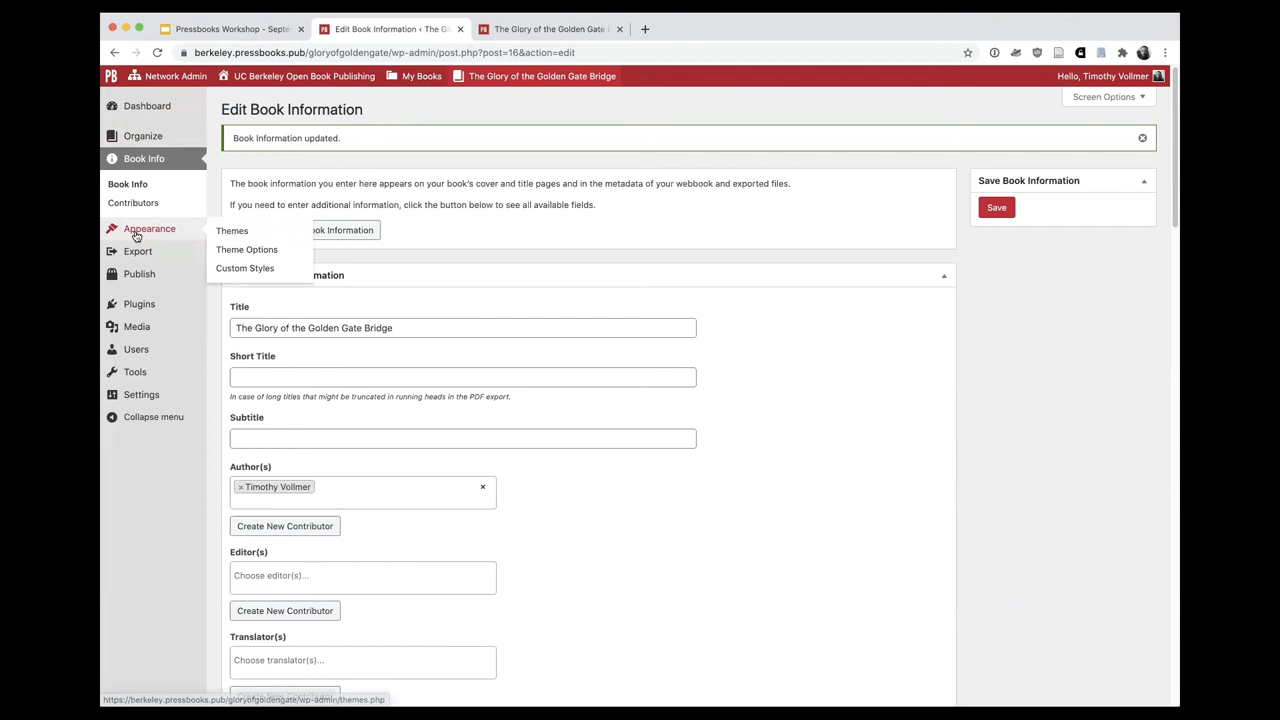 Pressbooks Workshop - Septe
Edit Book Information ‹ The Gl
The Glory of the Golden Gate
berkeley.pressbooks.pub/gloryofgoldengate/wp-admin/post.php?post=16&action=edit
Network Admin
UC Berkeley Open Book Publishing
My Books
The Glory of the Golden Gate Bridge
Hello, Timothy Vollmer
Screen Options
Dashboard
Organize
Book Info
Book Info
Contributors
Appearance
Export
Publish
Plugins
Media
Users
Tools
Settings
Collapse menu
Themes
Theme Options
Custom Styles
Edit Book Information
Book Information updated.
The book information you enter here appears on your book's cover and title pages and in the metadata of your webbook and exported files.
If you need to enter additional information, click the button below to see all available fields.
ook Information
mation
Title
The Glory of the Golden Gate Bridge
Short Title
In case of long titles that might be truncated in running heads in the PDF export.
Subtitle
Author(s)
× Timothy Vollmer
×
Create New Contributor
Editor(s)
Choose editor(s)...
Create New Contributor
Translator(s)
Choose translator(s)...
Save Book Information
Save
https://berkeley.pressbooks.pub/gloryofgoldengate/wp-admin/themes.php